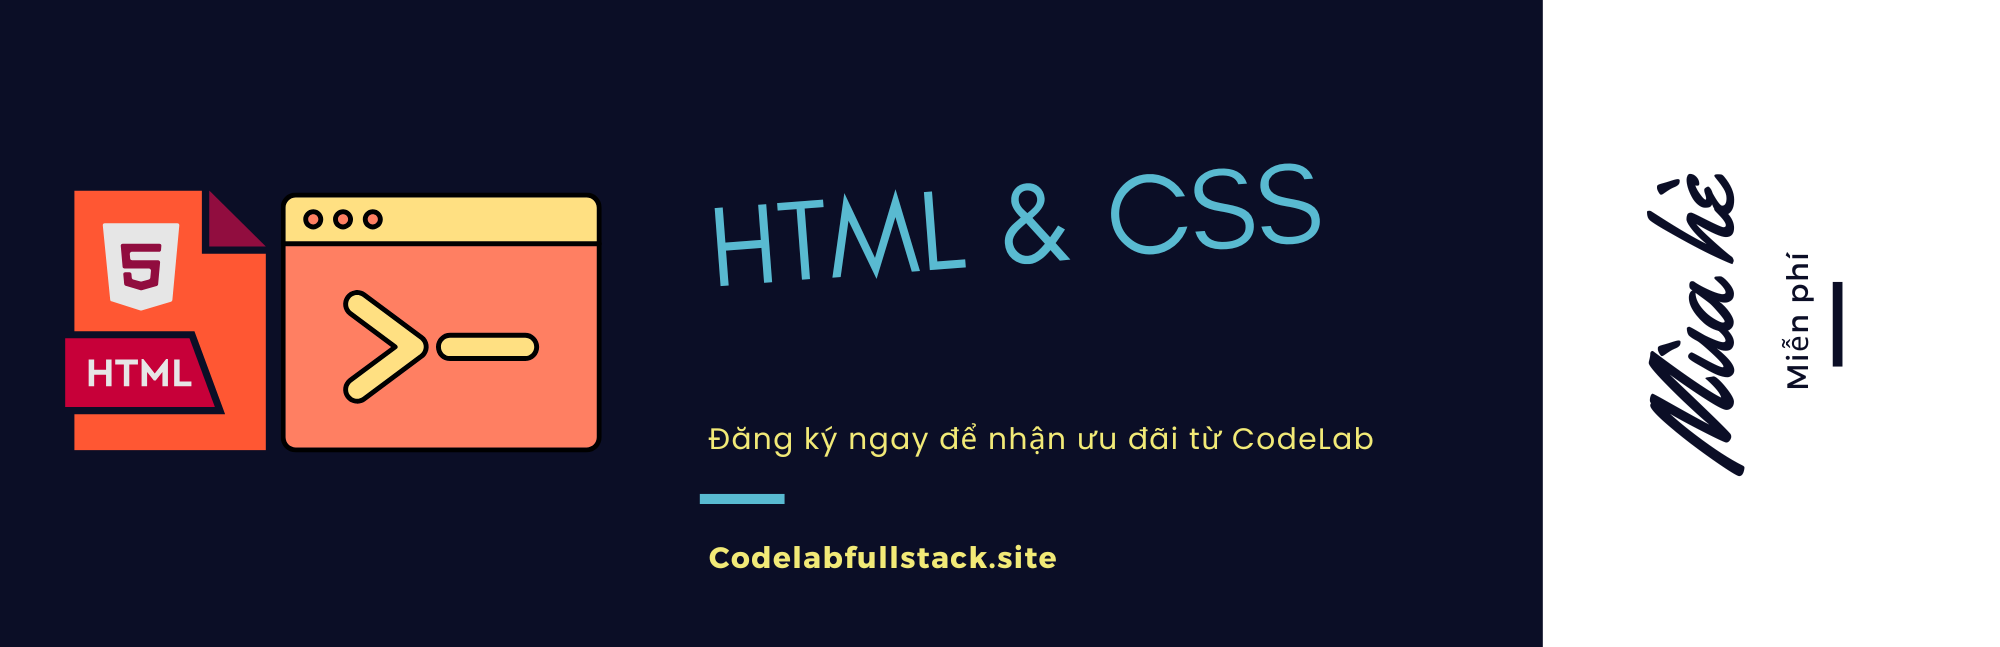 5
HTML
HTML & CSS
Đăng ký ngay để nhận ưu đãi từ CodeLab
Codelabfullstack.site
Mùa hè
Miễn phí